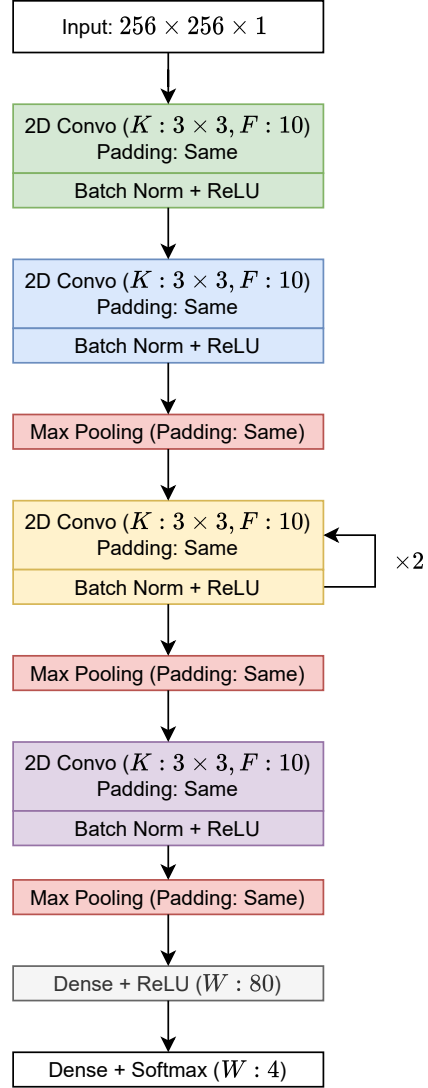 Input: 256 × 256 × 1
2D Convo (K : 3 × 3, F : 10)
Padding: Same
Batch Norm + ReLU
2D Convo (K : 3 × 3, F : 10)
Padding: Same
Batch Norm + ReLU
Max Pooling (Padding: Same)
2D Convo (K : 3 × 3, F : 10)
Padding: Same
×2
Batch Norm + ReLU
Max Pooling (Padding: Same)
2D Convo (K : 3 × 3, F : 10)
Padding: Same
Batch Norm + ReLU
Max Pooling (Padding: Same)
Dense + ReLU (W : 80)
Dense + Softmax (W : 4)